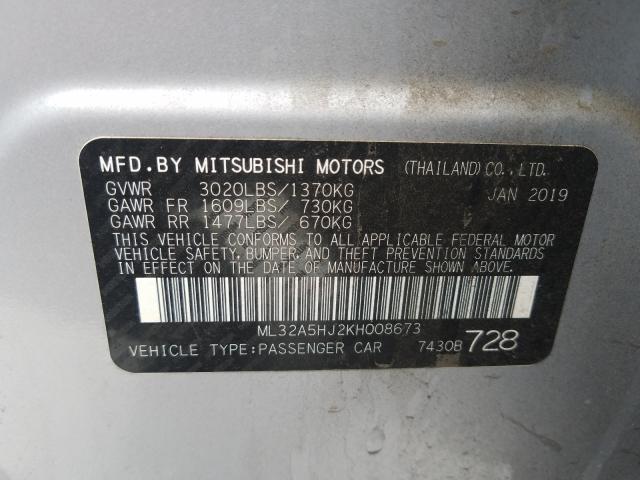 MFD.BY MITSUBISHI MOTORS (THAILAND) CO., LTD.
GVWR 3020LBS/1370KG JAN 2019
GAWR FR 1609LBS/ 730KG
GAWR RR 1477LBS/ 670KG
THIS VEHICLE CONFORMS TO ALL APPLICABLE FEDERAL MOTOR
VEHICLE SAFETY, BUMPER, AND THEFT PREVENTION STANDARDS
IN EFFECT ON THE DATE OF MANUFACTURE SHOWN ABOVE.
ML32A5HJ2KH008673
VEHICLE TYPE:PASSENGER CAR 7430B 728